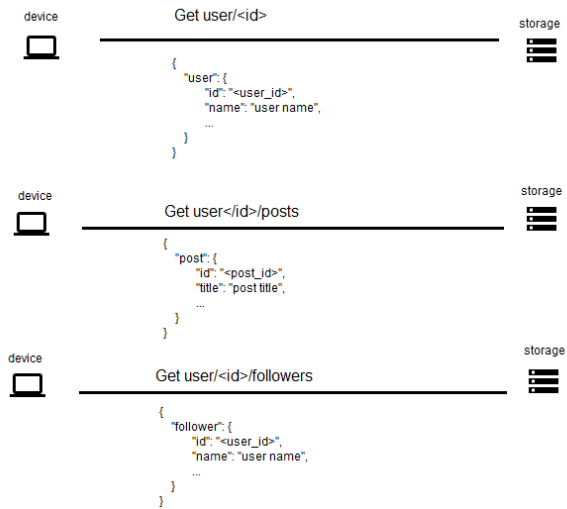 device
Get user/<id>
storage
{
"user": {
"id": "<user_id>",
"name": "user name",
...
}
}
device
Get user</id>/posts
storage
{
"post": {
"id": "<post_id>",
"title": "post title",
...
}
}
device
Get user/<id>/followers
storage
{
"follower": {
"id": "<user_id>",
"name": "user name",
...
}
}